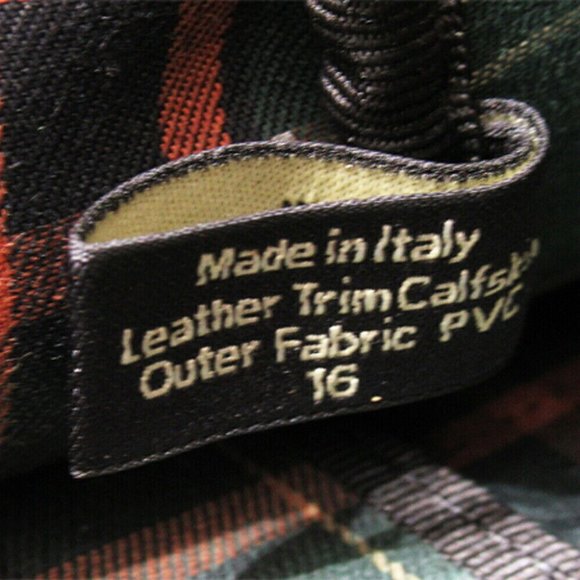 Made in Italy
Leather Trim Calfskin
Outer Fabric PVC
16